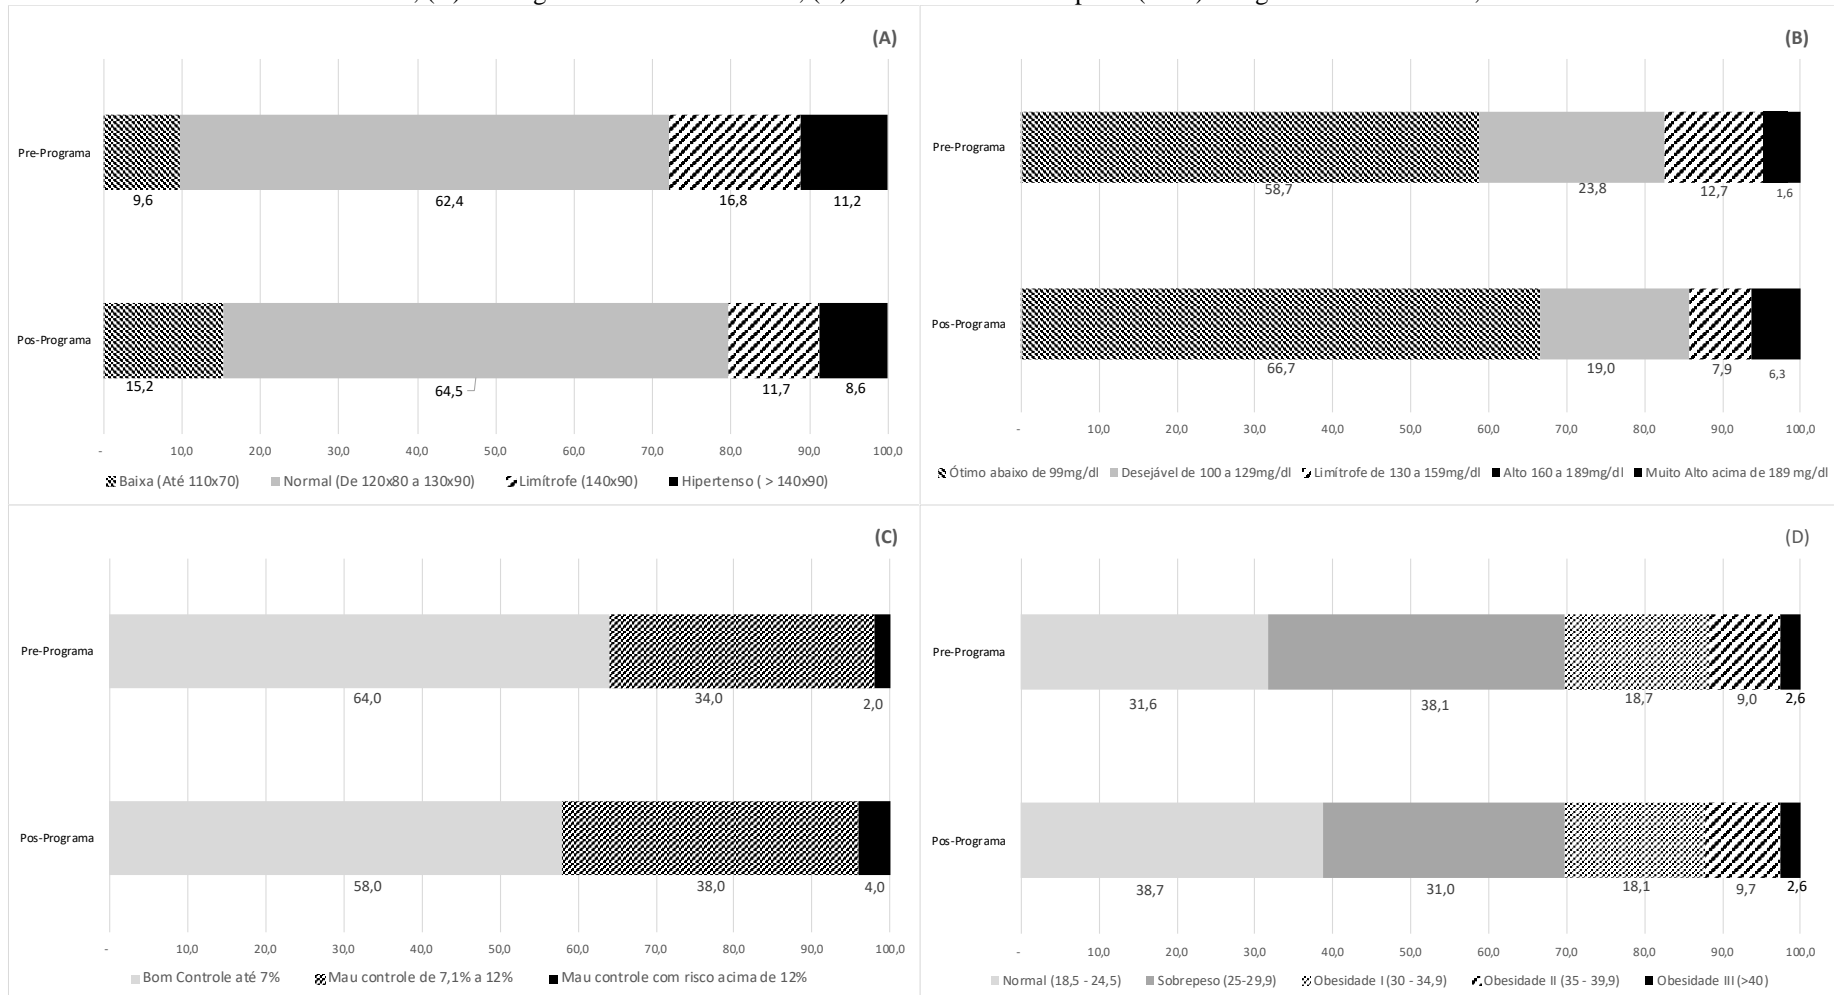 (A)
Pre-Programa
9,6 62,4 16,8 11,2
Pos-Programa
15,2 64,5 11,7 8,6
- 10,0 20,0 30,0 40,0 50,0 60,0 70,0 80,0 90,0 100,0
Baixa (Até 110x70) Normal (De 120x80 a 130x90) Limítrofe (140x90) Hipertenso ( > 140x90)
(B)
Pre-Programa
58,7 23,8 12,7 1,6
Pos-Programa
66,7 19,0 7,9 6,3
- 10,0 20,0 30,0 40,0 50,0 60,0 70,0 80,0 90,0 100,0
Ótimo abaixo de 99mg/dl Desejável de 100 a 129mg/dl Limítrofe de 130 a 159mg/dl Alto 160 a 189mg/dl Muito Alto acima de 189 mg/dl
(C)
Pre-Programa
64,0 34,0 2,0
Pos-Programa
58,0 38,0 4,0
- 10,0 20,0 30,0 40,0 50,0 60,0 70,0 80,0 90,0 100,0
Bom Controle até 7% Mau controle de 7,1% a 12% Mau controle com risco acima de 12%
(D)
Pre-Programa
31,6 38,1 18,7 9,0 2,6
Pos-Programa
38,7 31,0 18,1 9,7 2,6
- 10,0 20,0 30,0 40,0 50,0 60,0 70,0 80,0 90,0 100,0
Normal (18,5 - 24,5) Sobrepeso (25-29,9) Obesidade I (30 - 34,9) Obesidade II (35 - 39,9) Obesidade III (>40)